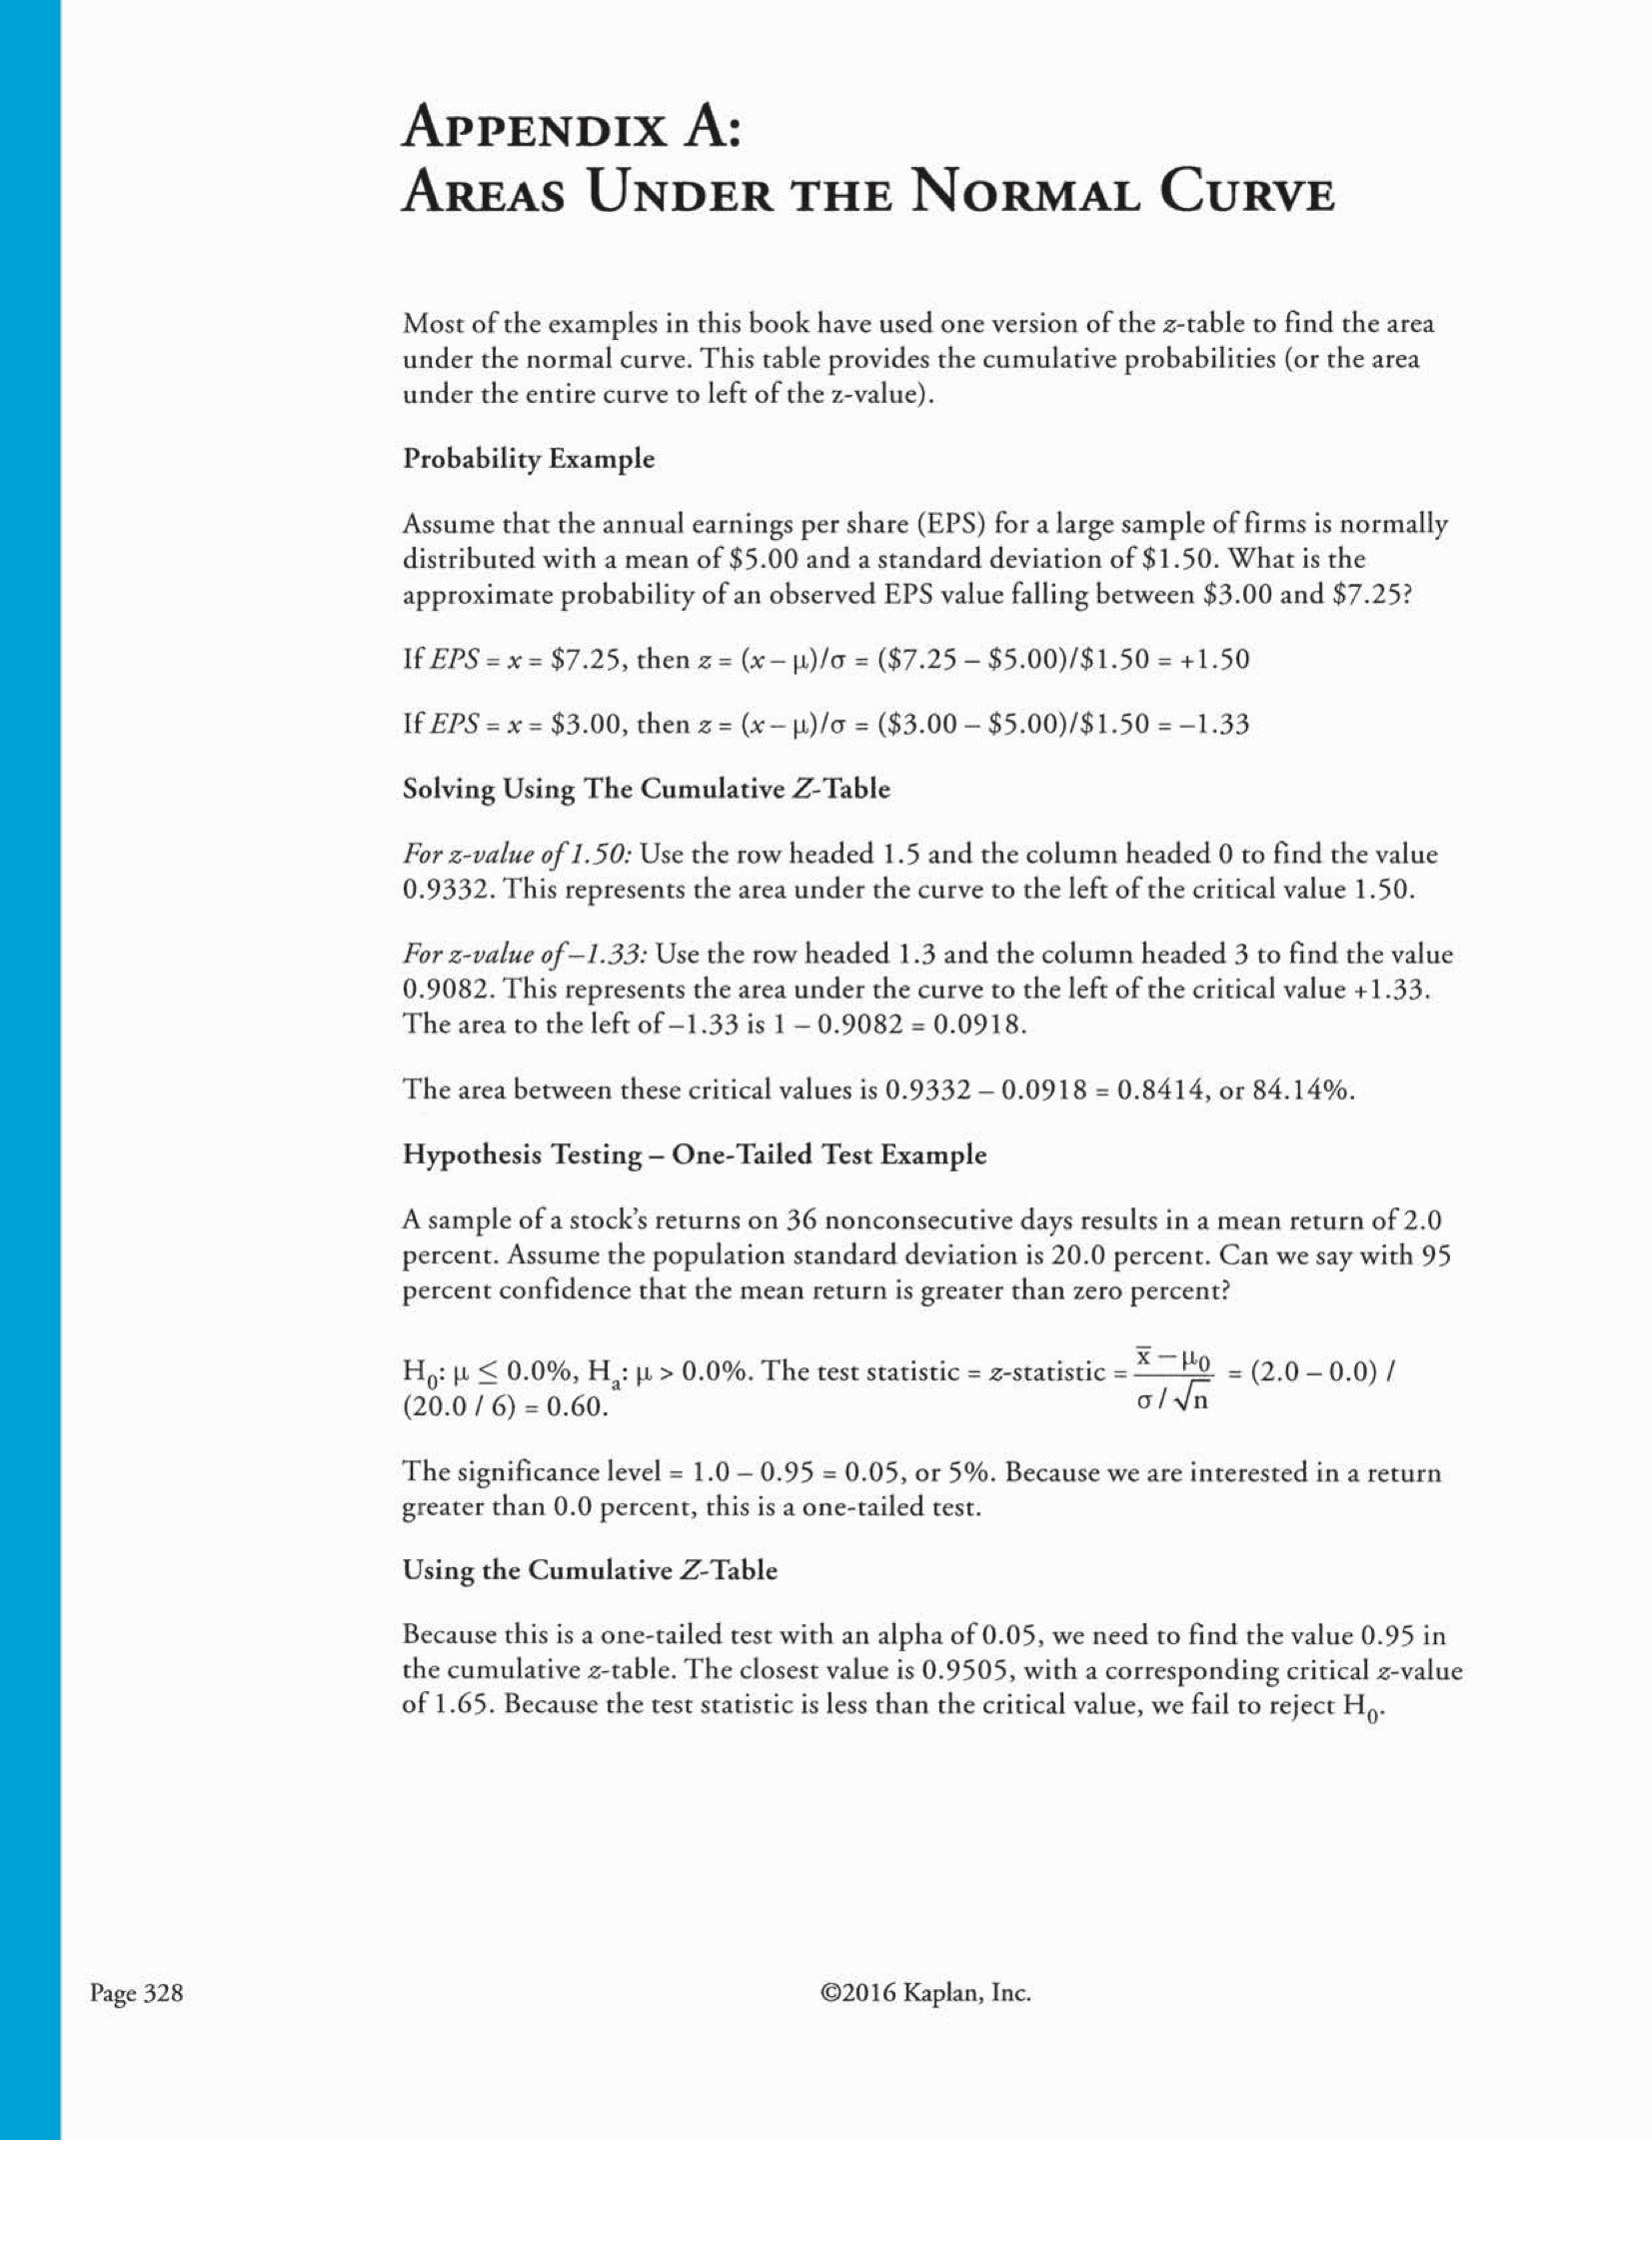 APPENDIX A:
AREAS UNDER THE NORMAL CURVE
Most of the examples in this book have used one version of the z-table to find the area
under the normal curve. This table provides the cumulative probabilities (or the area
under the entire curve to left of the z-value).
Probability Example
Assume that the annual earnings per share (EPS) for a large sample of firms is normally
distributed with a mean of $5.00 and a standard deviation of $1.50. What is the
approximate probability of an observed EPS value falling between $3.00 and $7.25?
If EPS = x = $7.25, then z = (x – μ)/σ = ($7.25 – $5.00)/$1.50 = +1.50
If EPS = x = $3.00, then z = (x – μ)/σ = ($3.00 – $5.00)/$1.50 = –1.33
Solving Using The Cumulative Z-Table
For z-value of 1.50: Use the row headed 1.5 and the column headed 0 to find the value
0.9332. This represents the area under the curve to the left of the critical value 1.50.
For z-value of –1.33: Use the row headed 1.3 and the column headed 3 to find the value
0.9082. This represents the area under the curve to the left of the critical value +1.33.
The area to the left of –1.33 is 1 – 0.9082 = 0.0918.
The area between these critical values is 0.9332 – 0.0918 = 0.8414, or 84.14%.
Hypothesis Testing – One-Tailed Test Example
A sample of a stock's returns on 36 nonconsecutive days results in a mean return of 2.0
percent. Assume the population standard deviation is 20.0 percent. Can we say with 95
percent confidence that the mean return is greater than zero percent?
H₀: μ ≤ 0.0%, Hₐ: μ > 0.0%. The test statistic = z-statistic = (x̄ – μ₀) / (σ / √n) = (2.0 – 0.0) /
(20.0 / 6) = 0.60.
The significance level = 1.0 – 0.95 = 0.05, or 5%. Because we are interested in a return
greater than 0.0 percent, this is a one-tailed test.
Using the Cumulative Z-Table
Because this is a one-tailed test with an alpha of 0.05, we need to find the value 0.95 in
the cumulative z-table. The closest value is 0.9505, with a corresponding critical z-value
of 1.65. Because the test statistic is less than the critical value, we fail to reject H₀.
Page 328
©2016 Kaplan, Inc.